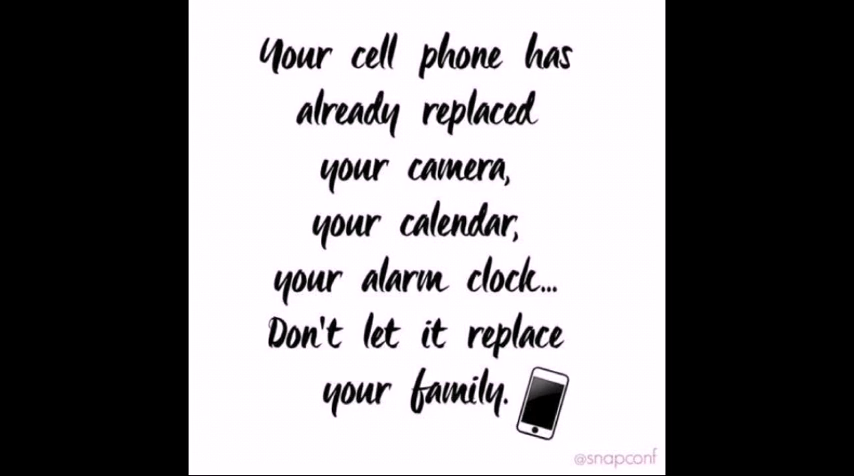 Your cell phone has
already replaced
your camera,
your calendar,
your alarm clock...
Don't let it replace
your family.
@snapconf